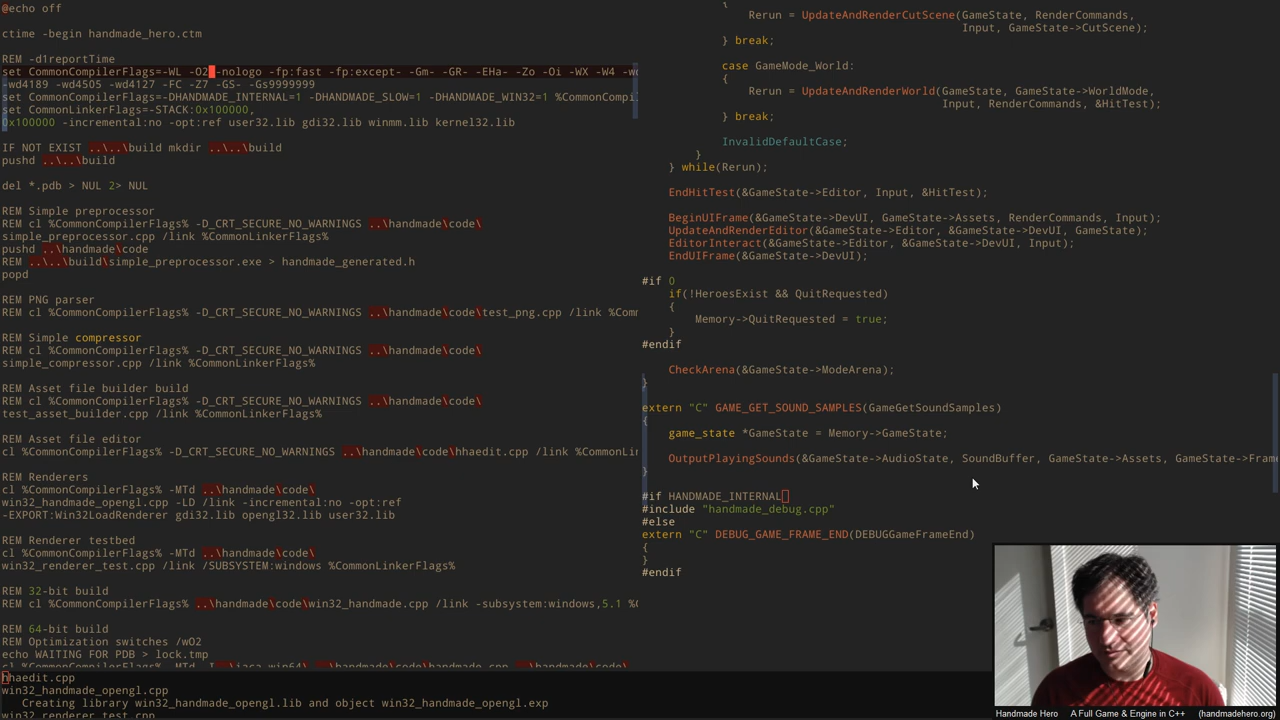 @echo off
ctime -begin handmade_hero.ctm
REM -d1reportTime
set CommonCompilerFlags=-WL -O2 -nologo -fp:fast -fp:except- -Gm- -GR- -EHa- -Zo -Oi -WX -W4 -wd
-wd4189 -wd4505 -wd4127 -FC -Z7 -GS- -Gs9999999
set CommonCompilerFlags=-DHANDMADE_INTERNAL=1 -DHANDMADE_SLOW=1 -DHANDMADE_WIN32=1 %CommonCompi
set CommonLinkerFlags=-STACK:0x100000,
0x100000 -incremental:no -opt:ref user32.lib gdi32.lib winmm.lib kernel32.lib
IF NOT EXIST ..\..\build mkdir ..\..\build
pushd ..\..\build
del *.pdb > NUL 2> NUL
REM Simple preprocessor
REM cl %CommonCompilerFlags% -D_CRT_SECURE_NO_WARNINGS ..\handmade\code\
simple_preprocessor.cpp /link %CommonLinkerFlags%
pushd ..\handmade\code
REM ..\..\build\simple_preprocessor.exe > handmade_generated.h
popd
REM PNG parser
REM cl %CommonCompilerFlags% -D_CRT_SECURE_NO_WARNINGS ..\handmade\code\test_png.cpp /link %Com
REM Simple compressor
REM cl %CommonCompilerFlags% -D_CRT_SECURE_NO_WARNINGS ..\handmade\code\
simple_compressor.cpp /link %CommonLinkerFlags%
REM Asset file builder build
REM cl %CommonCompilerFlags% -D_CRT_SECURE_NO_WARNINGS ..\handmade\code\
test_asset_builder.cpp /link %CommonLinkerFlags%
REM Asset file editor
cl %CommonCompilerFlags% -D_CRT_SECURE_NO_WARNINGS ..\handmade\code\hhaedit.cpp /link %CommonLi
REM Renderers
cl %CommonCompilerFlags% -MTd ..\handmade\code\
win32_handmade_opengl.cpp -LD /link -incremental:no -opt:ref
-EXPORT:Win32LoadRenderer gdi32.lib opengl32.lib user32.lib
REM Renderer testbed
cl %CommonCompilerFlags% -MTd ..\handmade\code\
win32_renderer_test.cpp /link /SUBSYSTEM:windows %CommonLinkerFlags%
REM 32-bit build
REM cl %CommonCompilerFlags% ..\handmade\code\win32_handmade.cpp /link -subsystem:windows,5.1 %C
REM 64-bit build
REM Optimization switches /wO2
echo WAITING FOR PDB > lock.tmp
cl %CommonCompilerFlags% -MTd -I..\iaca-win64\ ..\handmade\code\handmade.cpp ..\handmade\code\
hhaedit.cpp
win32_handmade_opengl.cpp
Creating library win32_handmade_opengl.lib and object win32_handmade_opengl.exp
win32_renderer_test.cpp
{
Rerun = UpdateAndRenderCutScene(GameState, RenderCommands,
Input, GameState->CutScene);
} break;
case GameMode_World:
{
Rerun = UpdateAndRenderWorld(GameState, GameState->WorldMode,
Input, RenderCommands, &HitTest);
} break;
InvalidDefaultCase;
}
} while(Rerun);
EndHitTest(&GameState->Editor, Input, &HitTest);
BeginUIFrame(&GameState->DevUI, GameState->Assets, RenderCommands, Input);
UpdateAndRenderEditor(&GameState->Editor, &GameState->DevUI, GameState);
EditorInteract(&GameState->Editor, &GameState->DevUI, Input);
EndUIFrame(&GameState->DevUI);
#if 0
if(!HeroesExist && QuitRequested)
{
Memory->QuitRequested = true;
}
#endif
CheckArena(&GameState->ModeArena);
}
extern "C" GAME_GET_SOUND_SAMPLES(GameGetSoundSamples)
{
game_state *GameState = Memory->GameState;
OutputPlayingSounds(&GameState->AudioState, SoundBuffer, GameState->Assets, GameState->Fram
}
#if HANDMADE_INTERNAL
#include "handmade_debug.cpp"
#else
extern "C" DEBUG_GAME_FRAME_END(DEBUGGameFrameEnd)
{
}
#endif
Handmade Hero A Full Game & Engine in C++ (handmadehero.org)